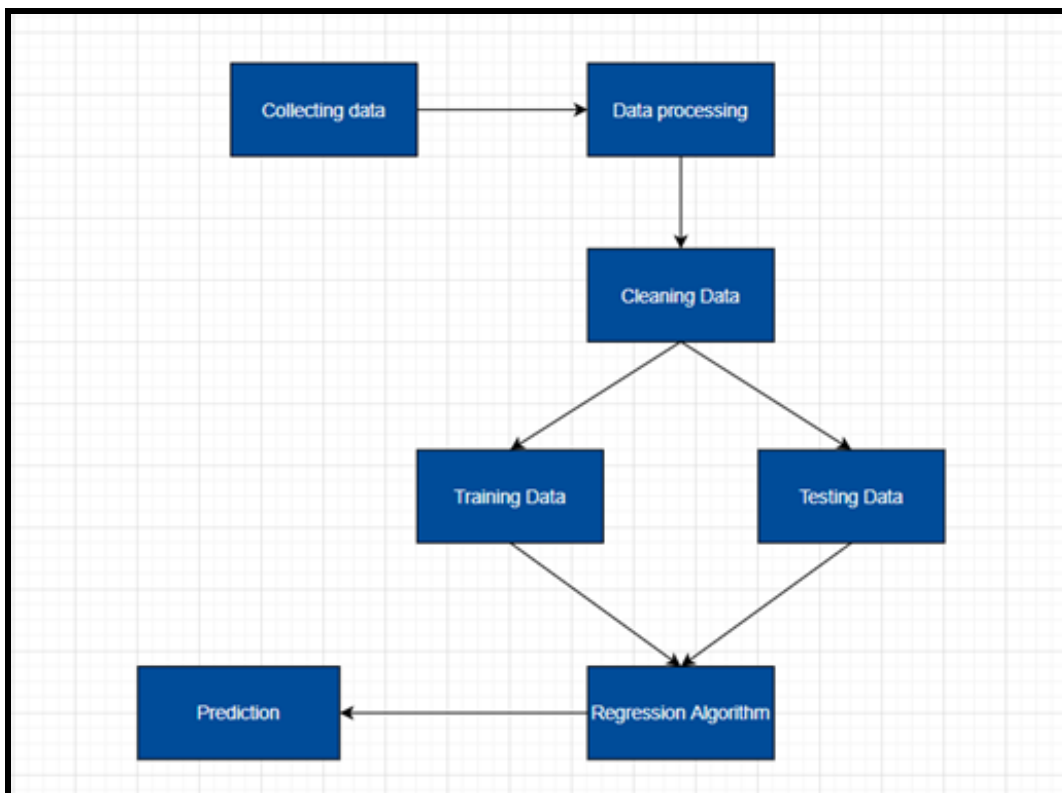 Collecting data
Data processing
Cleaning Data
Training Data
Testing Data
Prediction
Regression Algorithm